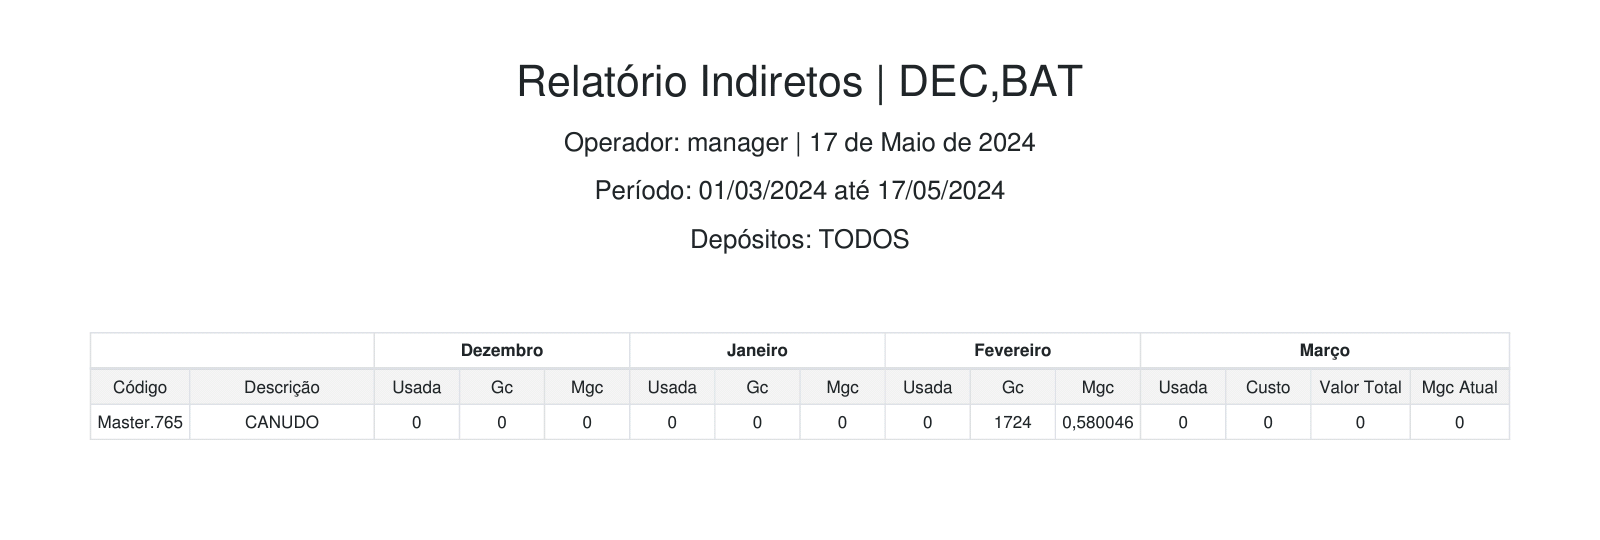 Relatório Indiretos | DEC,BAT
Operador: manager | 17 de Maio de 2024
Período: 01/03/2024 até 17/05/2024
Depósitos: TODOS
Dezembro Janeiro Fevereiro Março
Código Descrição Usada Gc Mgc Usada Gc Mgc Usada Gc Mgc Usada Custo Valor Total Mgc Atual
Master.765 CANUDO 0 0 0 0 0 0 0 1724 0,580046 0 0 0 0